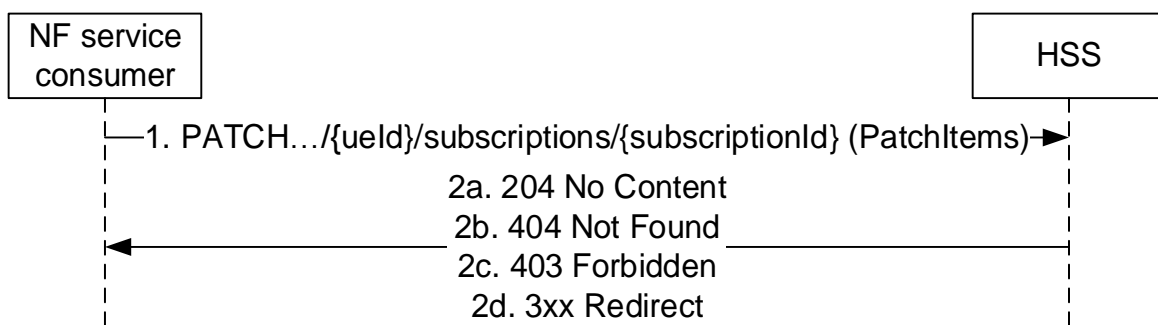 NF service
consumer
HSS
1. PATCH…/{ueId}/subscriptions/{subscriptionId} (PatchItems)
2a. 204 No Content
2b. 404 Not Found
2c. 403 Forbidden
2d. 3xx Redirect